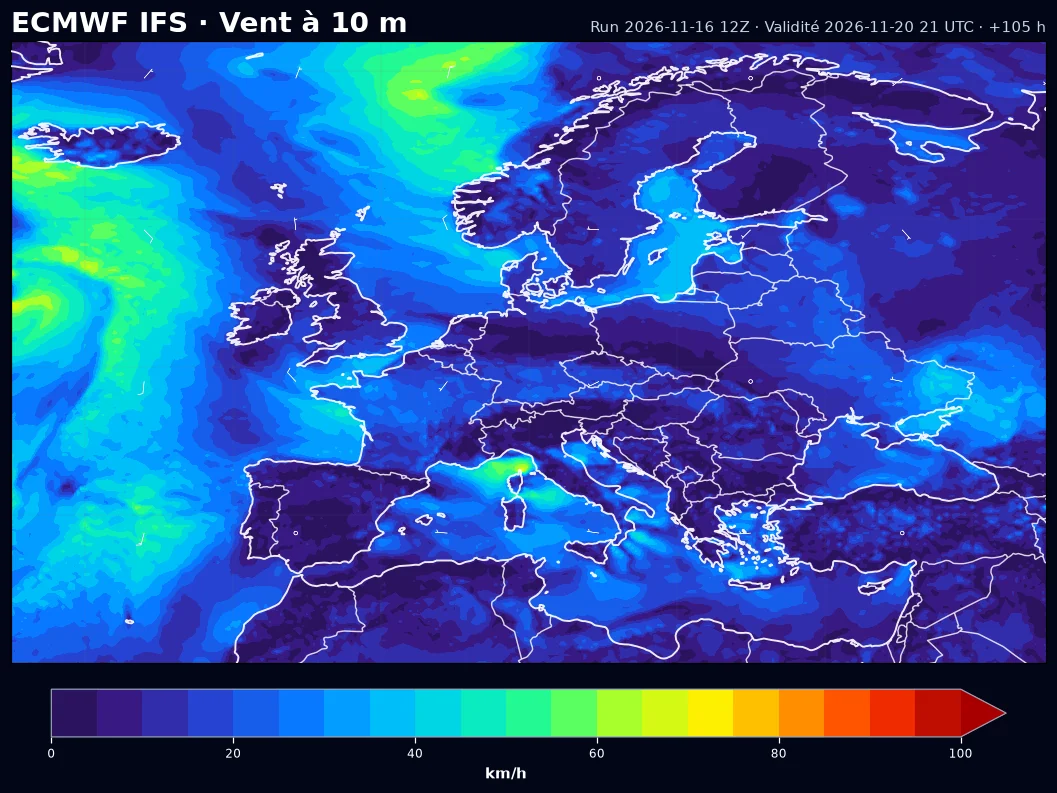 ECMWF IFS · Vent à 10 m
Run 2026-11-16 12Z · Validité 2026-11-20 21 UTC · +105 h
0 20 40 60 80 100
km/h